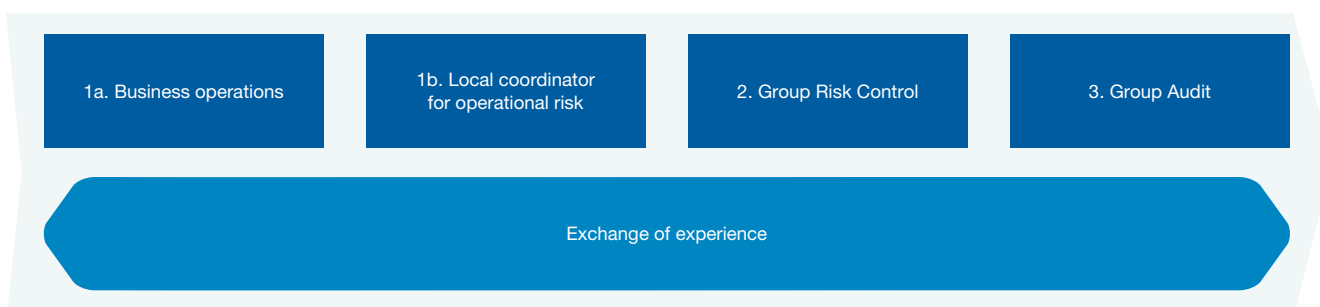 1a. Business operations
1b. Local coordinator
for operational risk
2. Group Risk Control
3. Group Audit
Exchange of experience